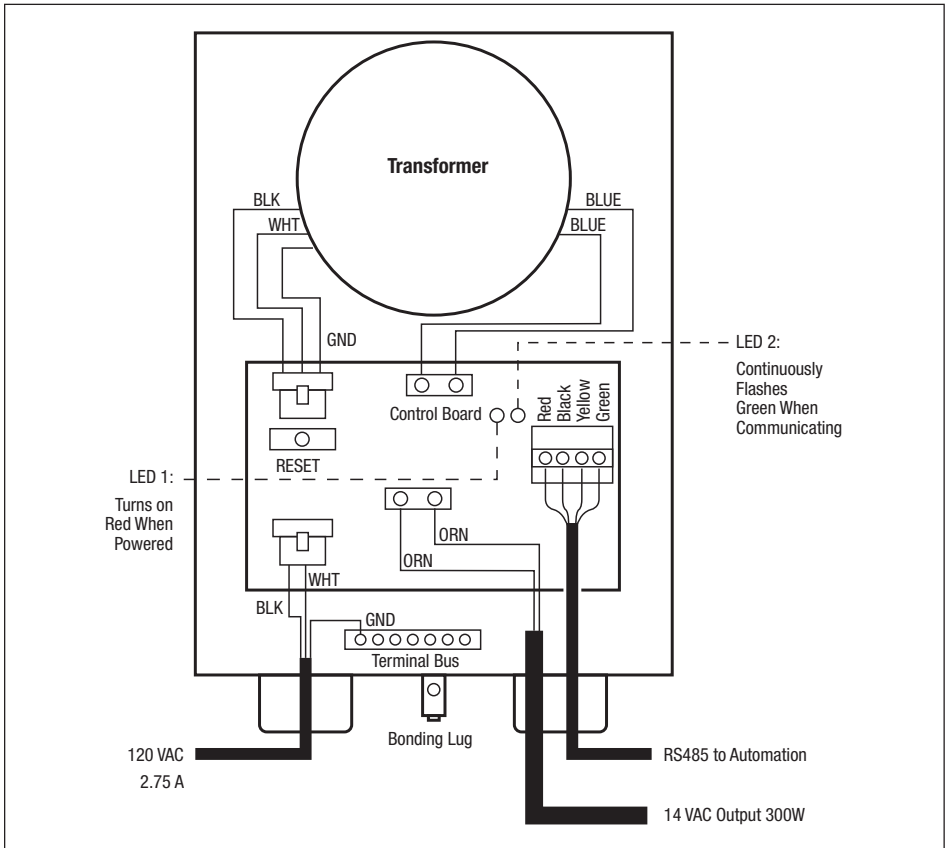 Transformer
BLK
WHT
GND
BLUE
BLUE
LED 2:
Continuously
Flashes
Green When
Communicating
Control Board
Red
Black
Yellow
Green
RESET
LED 1:
Turns on
Red When
Powered
ORN
ORN
WHT
BLK
GND
Terminal Bus
Bonding Lug
120 VAC
2.75 A
RS485 to Automation
14 VAC Output 300W